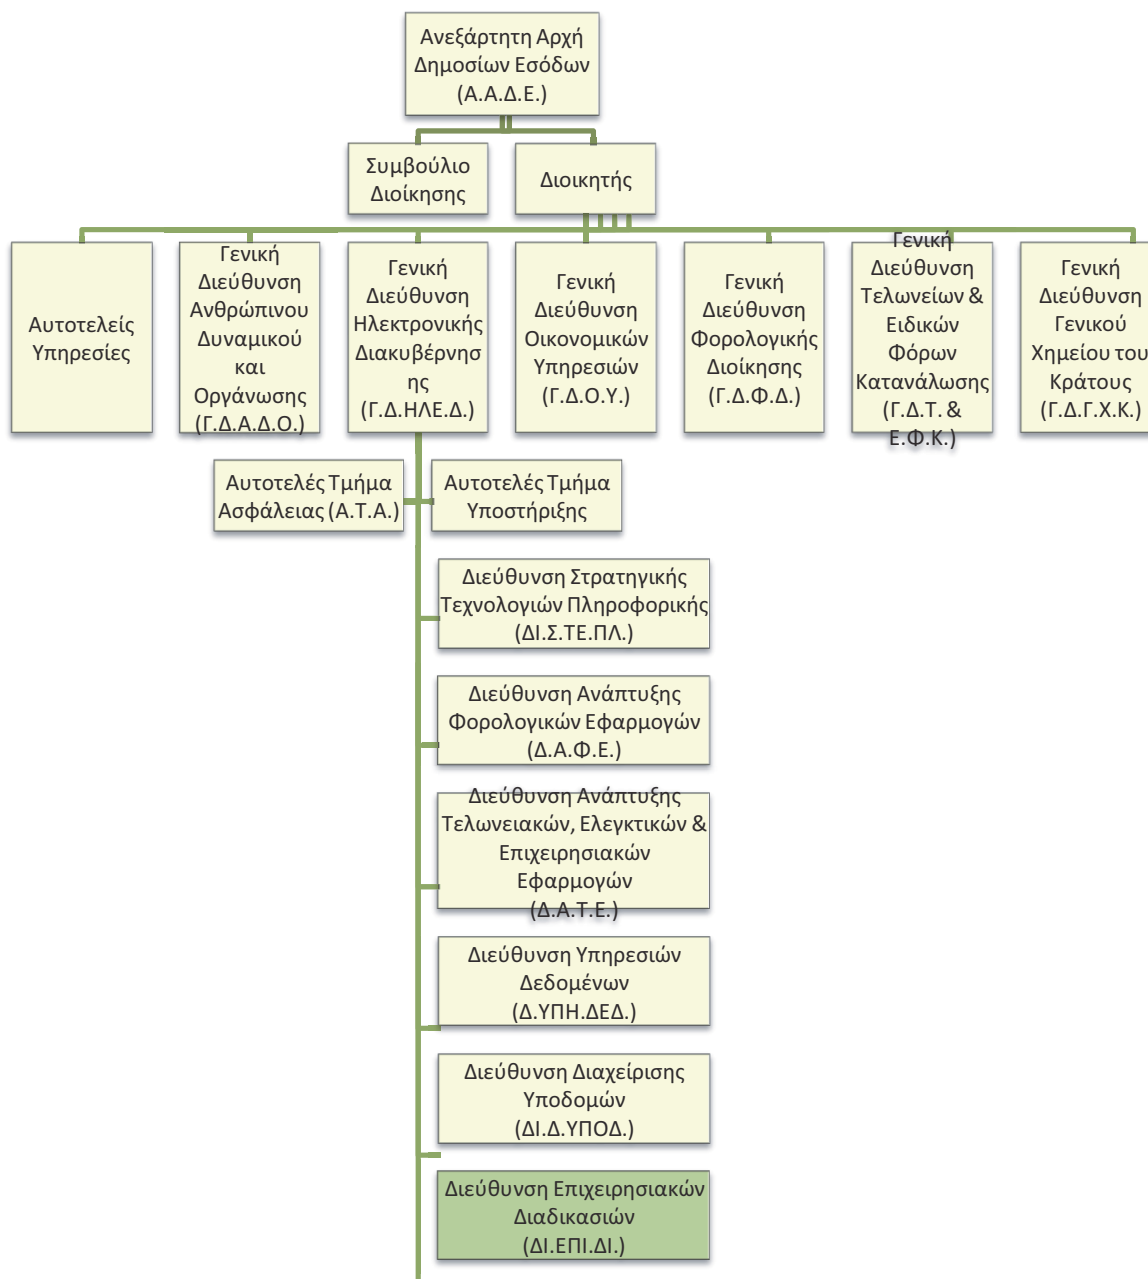 Ανεξάρτητη Αρχή
Δημοσίων Εσόδων
(Α.Α.Δ.Ε.)
Συμβούλιο
Διοίκησης
Διοικητής
Αυτοτελείς
Υπηρεσίες
Γενική
Διεύθυνση
Ανθρώπινου
Δυναμικού
και
Οργάνωσης
(Γ.Δ.Α.Δ.Ο.)
Γενική
Διεύθυνση
Ηλεκτρονικής
Διακυβέρνησ
ης
(Γ.Δ.ΗΛΕ.Δ.)
Γενική
Διεύθυνση
Οικονομικών
Υπηρεσιών
(Γ.Δ.Ο.Υ.)
Γενική
Διεύθυνση
Φορολογικής
Διοίκησης
(Γ.Δ.Φ.Δ.)
Γενική
Διεύθυνση
Τελωνείων &
Ειδικών
Φόρων
Κατανάλωσης
(Γ.Δ.Τ. &
Ε.Φ.Κ.)
Γενική
Διεύθυνση
Γενικού
Χημείου του
Κράτους
(Γ.Δ.Γ.Χ.Κ.)
Αυτοτελές Τμήμα
Ασφάλειας (Α.Τ.Α.)
Αυτοτελές Τμήμα
Υποστήριξης
Διεύθυνση Στρατηγικής
Τεχνολογιών Πληροφορικής
(ΔΙ.Σ.ΤΕ.ΠΛ.)
Διεύθυνση Ανάπτυξης
Φορολογικών Εφαρμογών
(Δ.Α.Φ.Ε.)
Διεύθυνση Ανάπτυξης
Τελωνειακών, Ελεγκτικών &
Επιχειρησιακών
Εφαρμογών
(Δ.Α.Τ.Ε.)
Διεύθυνση Υπηρεσιών
Δεδομένων
(Δ.ΥΠΗ.ΔΕΔ.)
Διεύθυνση Διαχείρισης
Υποδομών
(ΔΙ.Δ.ΥΠΟΔ.)
Διεύθυνση Επιχειρησιακών
Διαδικασιών
(ΔΙ.ΕΠΙ.ΔΙ.)